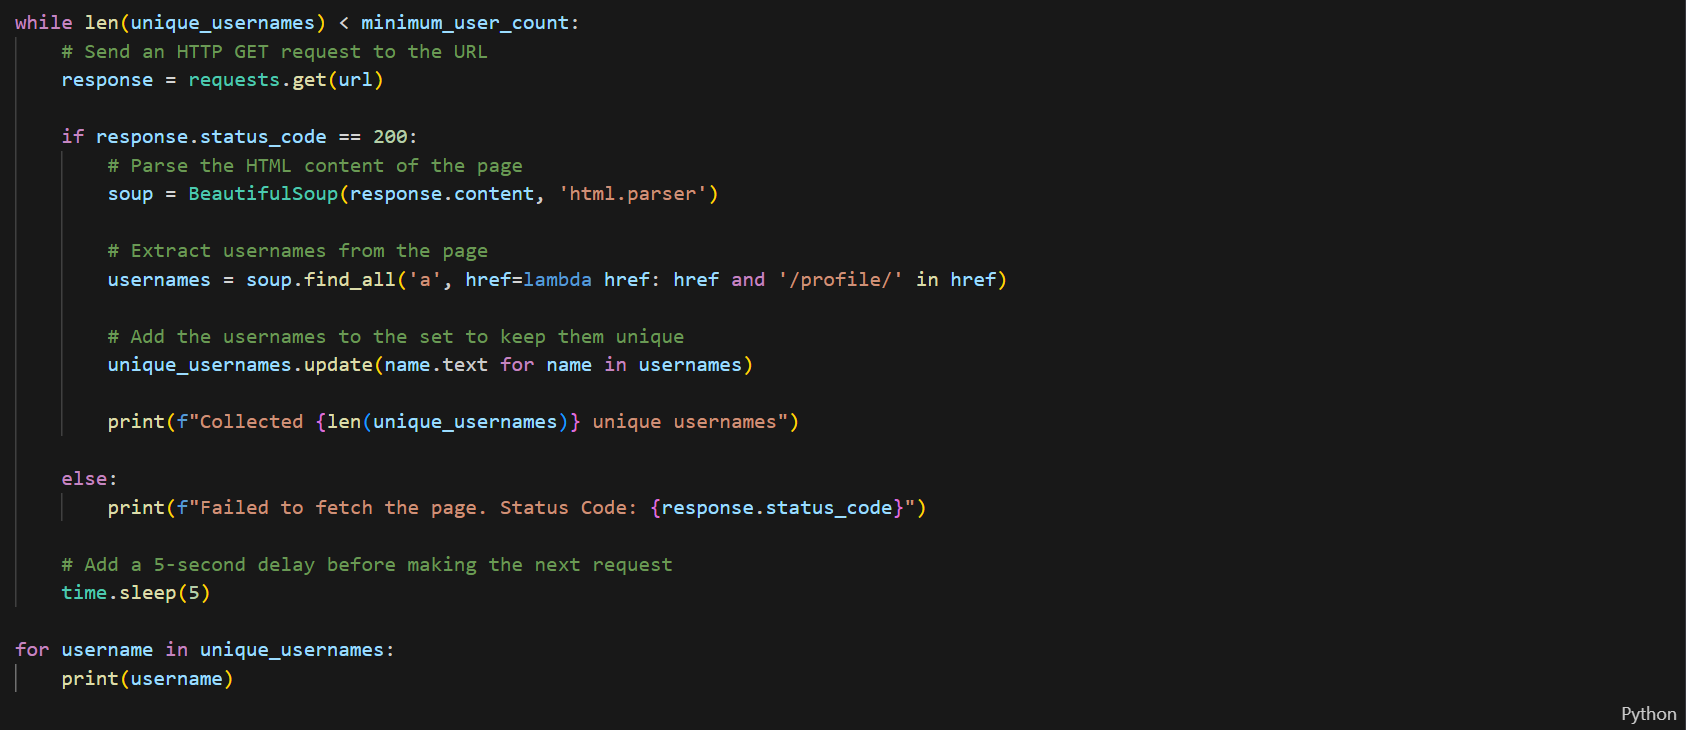 while len(unique_usernames) < minimum_user_count:
    # Send an HTTP GET request to the URL
    response = requests.get(url)

    if response.status_code == 200:
        # Parse the HTML content of the page
        soup = BeautifulSoup(response.content, 'html.parser')

        # Extract usernames from the page
        usernames = soup.find_all('a', href=lambda href: href and '/profile/' in href)

        # Add the usernames to the set to keep them unique
        unique_usernames.update(name.text for name in usernames)

        print(f"Collected {len(unique_usernames)} unique usernames")

    else:
        print(f"Failed to fetch the page. Status Code: {response.status_code}")

    # Add a 5-second delay before making the next request
    time.sleep(5)

for username in unique_usernames:
    print(username)
Python